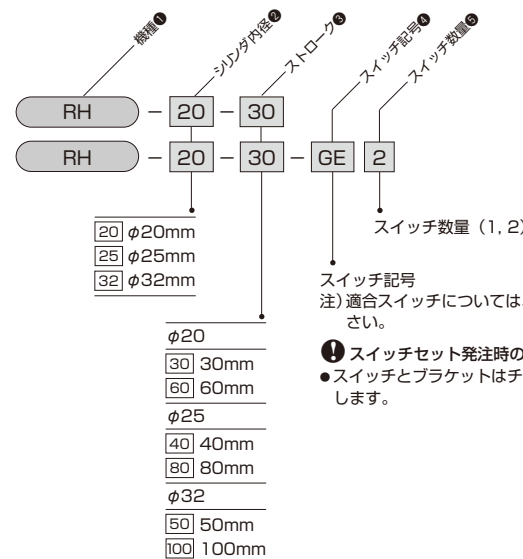 機種❶
シリンダ内径❷
ストローク❸
スイッチ記号❹
スイッチ数量❺
RH - 20 - 30
RH - 20 - 30 - GE 2
20 φ20mm
25 φ25mm
32 φ32mm
スイッチ数量（1, 2）
スイッチ記号
注）適合スイッチについては、
さい。
スイッチセット発注時の
●スイッチとブラケットはチ
します。
φ20
30 30mm
60 60mm
φ25
40 40mm
80 80mm
φ32
50 50mm
100 100mm